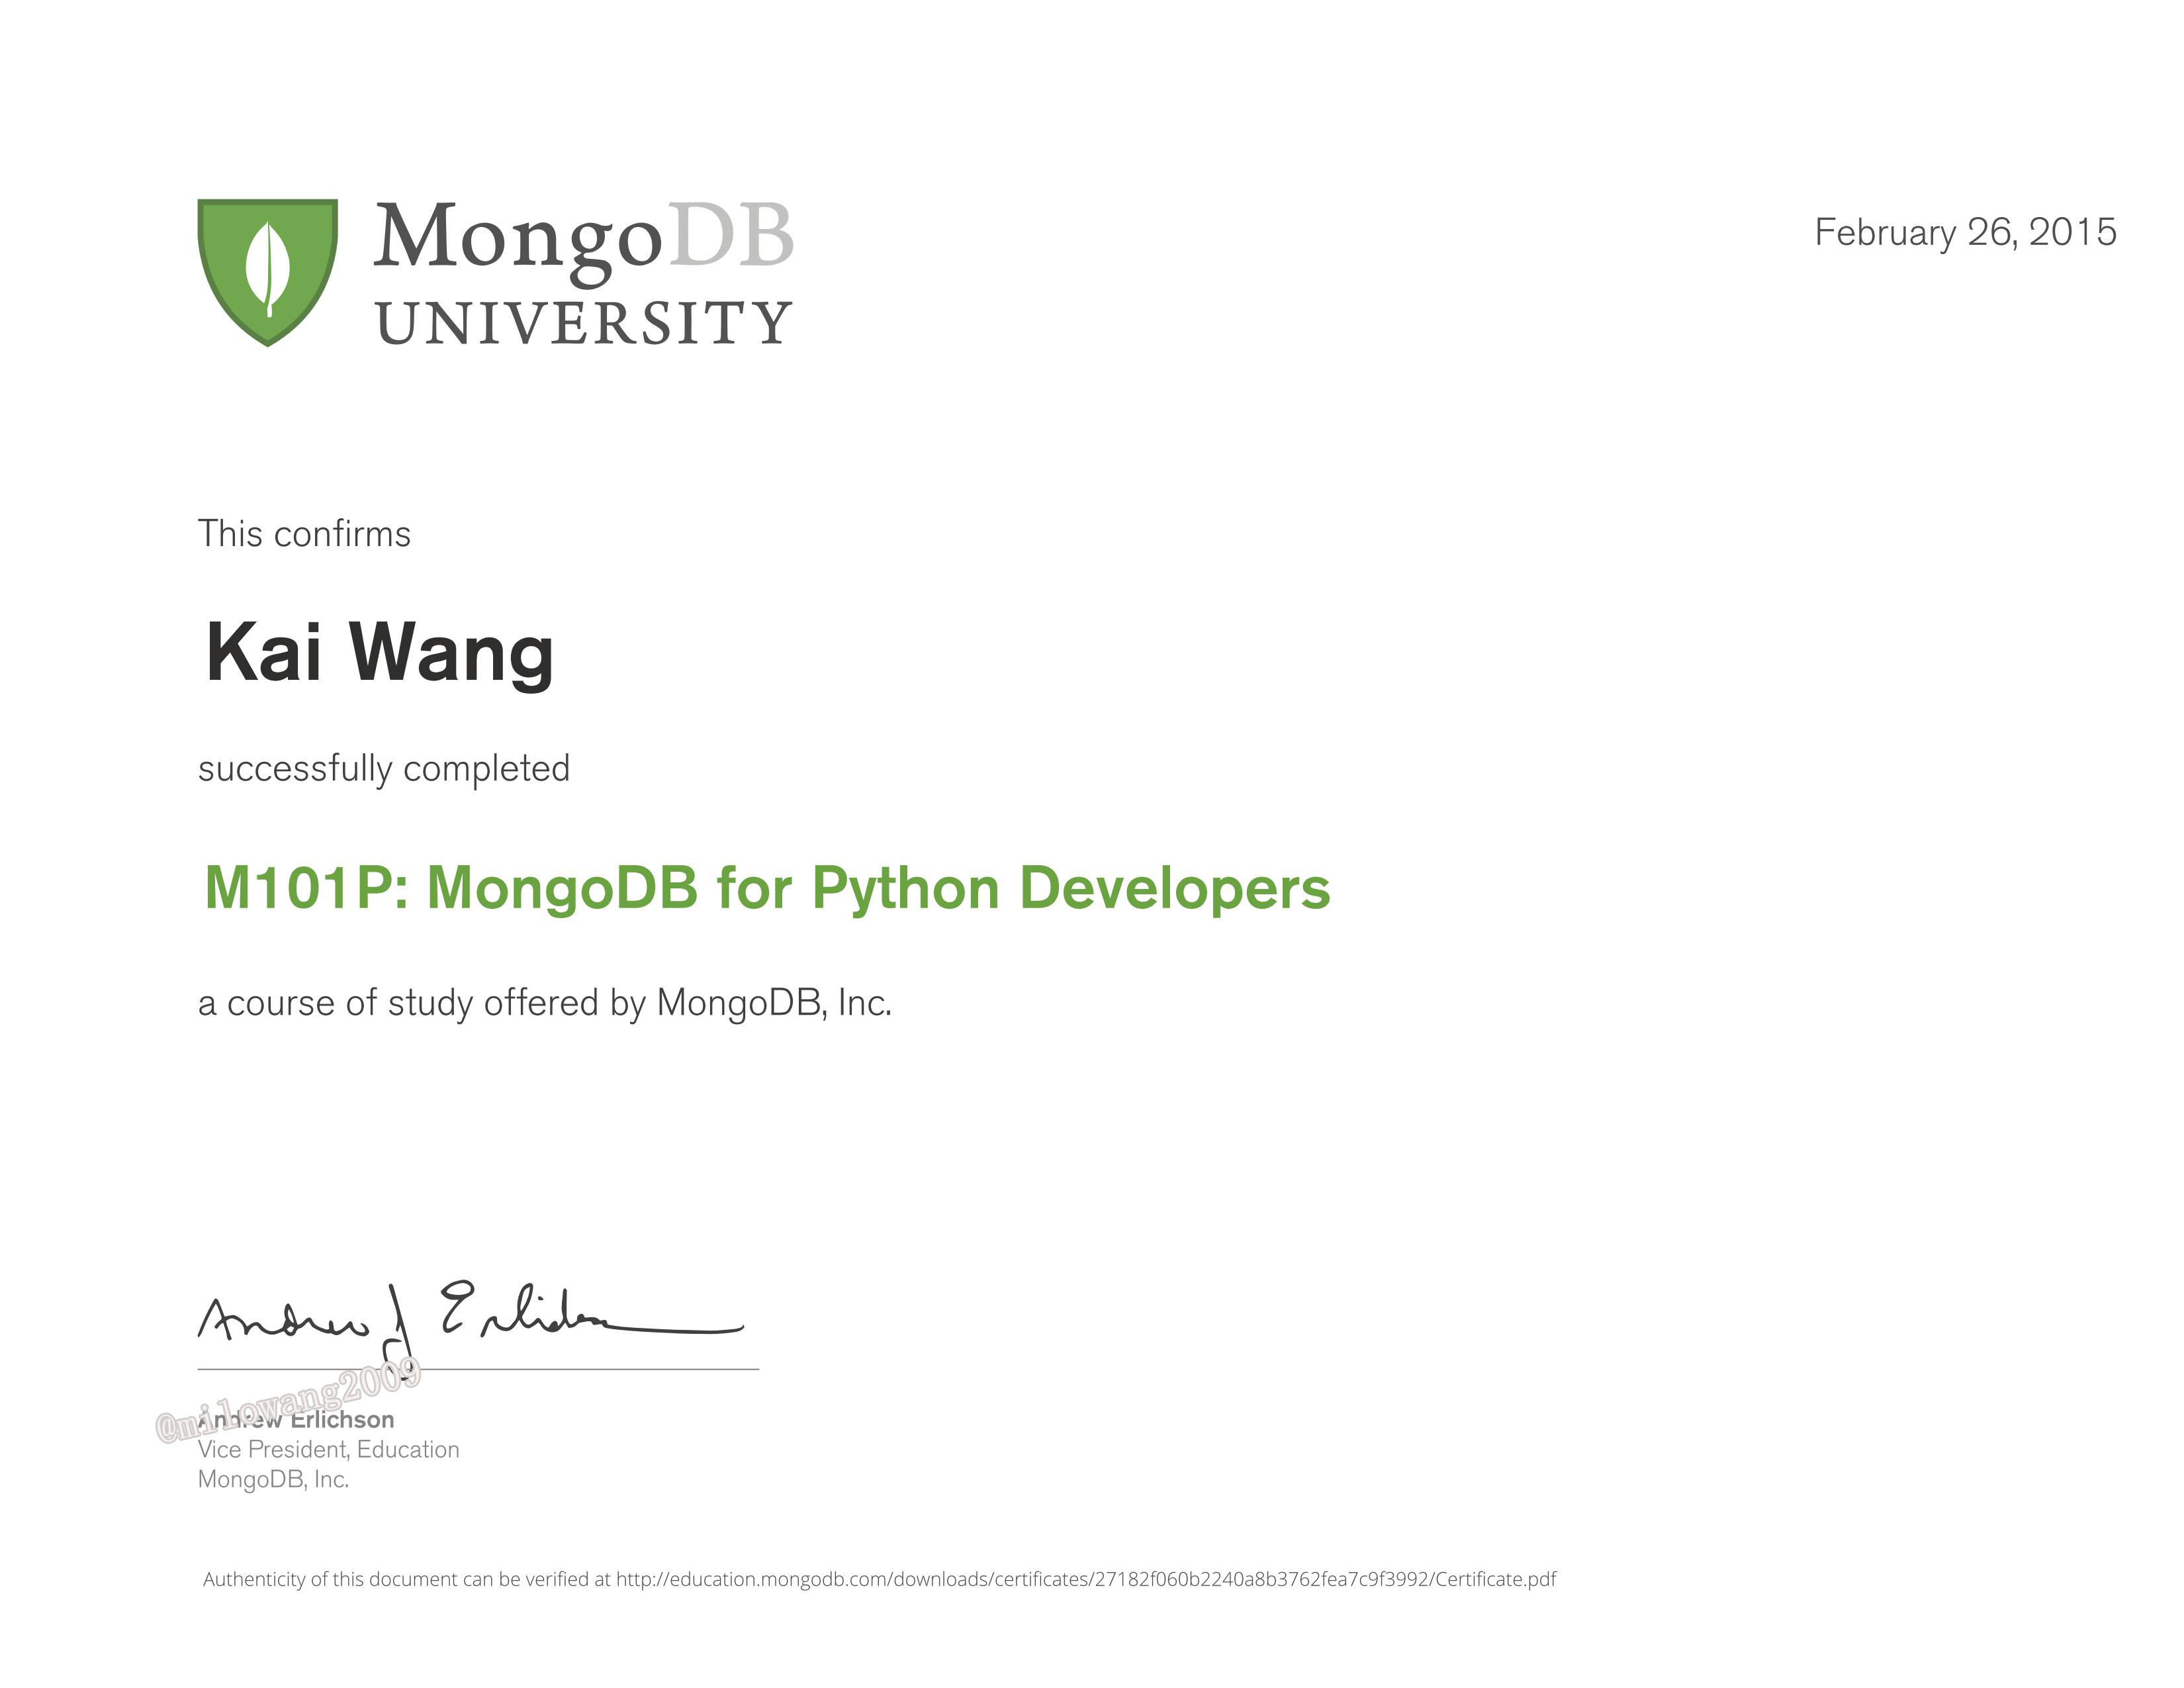 MongoDB
UNIVERSITY
February 26, 2015
This confirms
Kai Wang
successfully completed
M101P: MongoDB for Python Developers
a course of study offered by MongoDB, Inc.
Andrew Erlichson
@milowang2009
Andrew Erlichson
Vice President, Education
MongoDB, Inc.
Authenticity of this document can be verified at http://education.mongodb.com/downloads/certificates/27182f060b2240a8b3762fea7c9f3992/Certificate.pdf